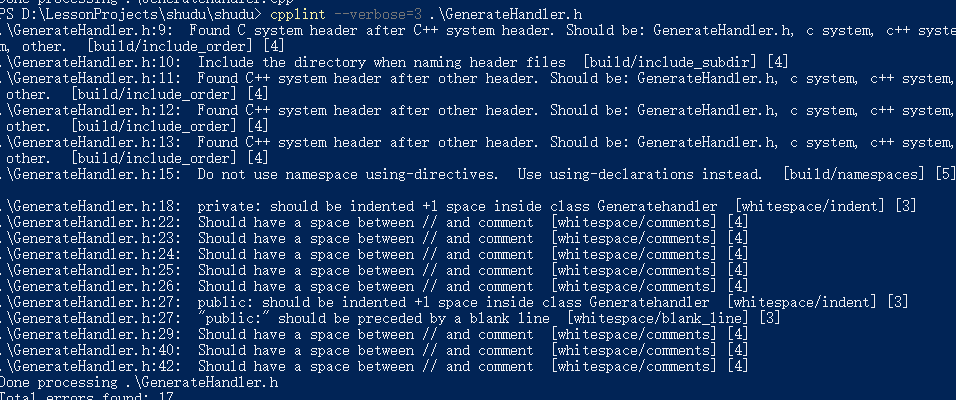 Done processing .\GenerateHandler.cpp
PS D:\LessonProjects\shudu\shudu> cpplint --verbose=3 .\GenerateHandler.h
.\GenerateHandler.h:9:  Found C system header after C++ system header. Should be: GenerateHandler.h, c system, c++ syste
m, other.  [build/include_order] [4]
.\GenerateHandler.h:10:  Include the directory when naming header files  [build/include_subdir] [4]
.\GenerateHandler.h:11:  Found C++ system header after other header. Should be: GenerateHandler.h, c system, c++ system,
 other.  [build/include_order] [4]
.\GenerateHandler.h:12:  Found C++ system header after other header. Should be: GenerateHandler.h, c system, c++ system,
 other.  [build/include_order] [4]
.\GenerateHandler.h:13:  Found C++ system header after other header. Should be: GenerateHandler.h, c system, c++ system,
 other.  [build/include_order] [4]
.\GenerateHandler.h:15:  Do not use namespace using-directives.  Use using-declarations instead.  [build/namespaces] [5]
.\GenerateHandler.h:18:  private: should be indented +1 space inside class Generatehandler  [whitespace/indent] [3]
.\GenerateHandler.h:22:  Should have a space between // and comment  [whitespace/comments] [4]
.\GenerateHandler.h:23:  Should have a space between // and comment  [whitespace/comments] [4]
.\GenerateHandler.h:24:  Should have a space between // and comment  [whitespace/comments] [4]
.\GenerateHandler.h:25:  Should have a space between // and comment  [whitespace/comments] [4]
.\GenerateHandler.h:26:  Should have a space between // and comment  [whitespace/comments] [4]
.\GenerateHandler.h:27:  public: should be indented +1 space inside class Generatehandler  [whitespace/indent] [3]
.\GenerateHandler.h:27:  "public:" should be preceded by a blank line  [whitespace/blank_line] [3]
.\GenerateHandler.h:29:  Should have a space between // and comment  [whitespace/comments] [4]
.\GenerateHandler.h:40:  Should have a space between // and comment  [whitespace/comments] [4]
.\GenerateHandler.h:42:  Should have a space between // and comment  [whitespace/comments] [4]
Done processing .\GenerateHandler.h
Total errors found: 17